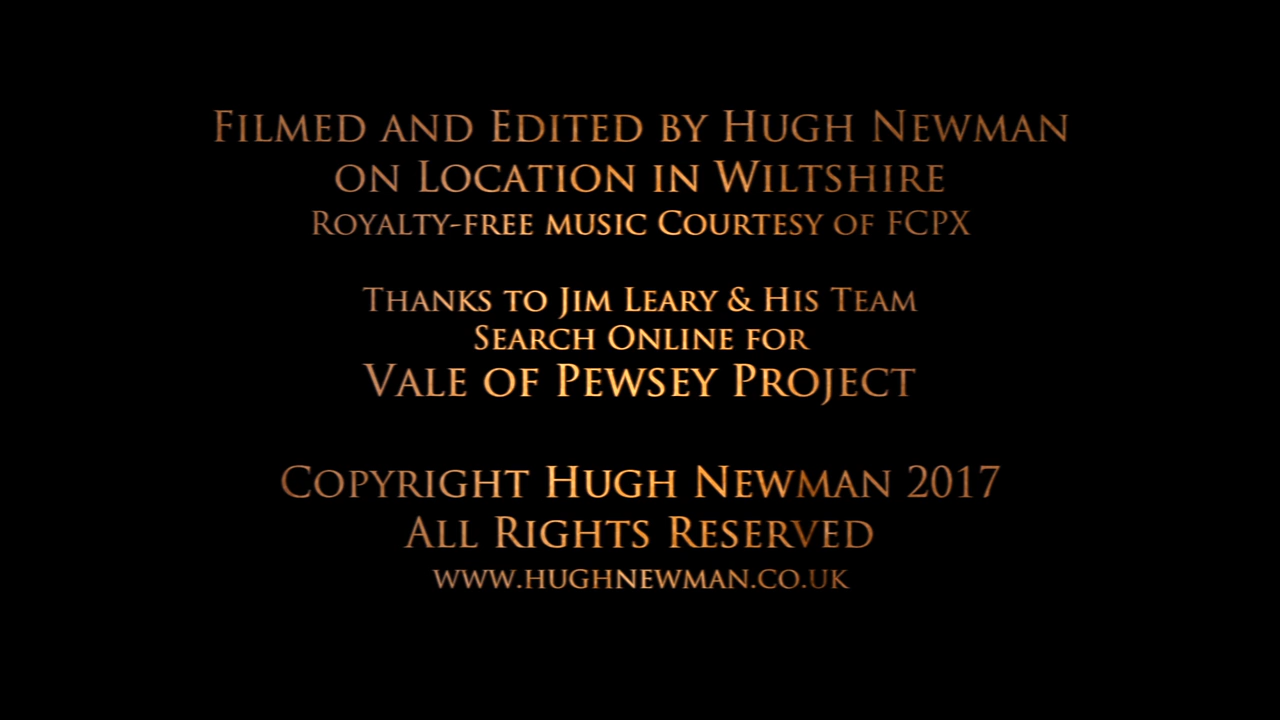 Filmed and Edited by Hugh Newman
on Location in Wiltshire
Royalty-free music Courtesy of FCPX
Thanks to Jim Leary & His Team
Search Online for
Vale of Pewsey Project
Copyright Hugh Newman 2017
All Rights Reserved
www.hughnewman.co.uk